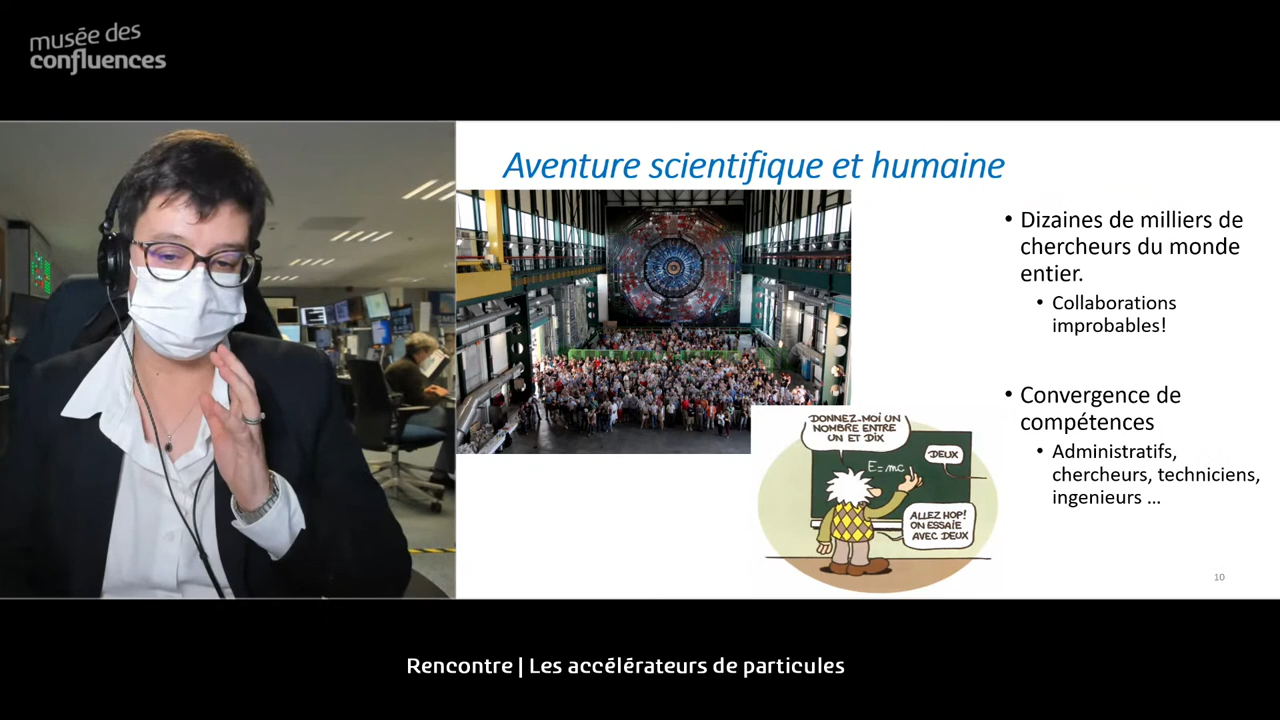 musée des
confluences
Aventure scientifique et humaine
• Dizaines de milliers de
chercheurs du monde
entier.
• Collaborations
improbables!
• Convergence de
compétences
• Administratifs,
chercheurs, techniciens,
ingenieurs ...
DONNEZ-MOI UN
NOMBRE ENTRE
UN ET DIX
DEUX
E=mc
ALLEZ HOP!
ON ESSAIE
AVEC DEUX
10
Rencontre | Les accélérateurs de particules